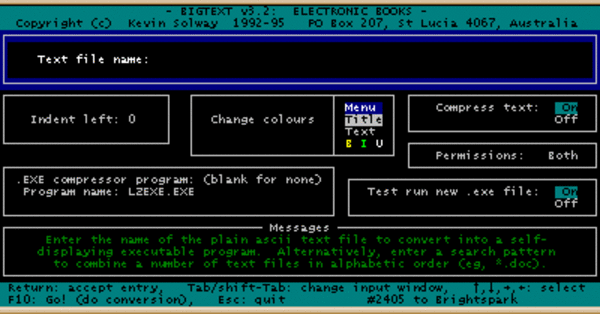 - BIGTEXT v3.2: ELECTRONIC BOOKS -
Copyright (c) Kevin Solway 1992-95 PO Box 207, St Lucia 4067, Australia
Text file name:
Indent left: 0
Change colours
Menu
Title
Text
B I U
Compress text: On
Off
Permissions: Both
.EXE compressor program: (blank for none)
Program name: LZEXE.EXE
Test run new .exe file: On
Off
Messages
Enter the name of the plain ascii text file to convert into a self-
displaying executable program. Alternatively, enter a search pattern
to combine a number of text files in alphabetic order (eg, *.doc).
Return: accept entry, Tab/shift-Tab: change input window, ↑,↓,→,←: select
F10: Go! (do conversion), Esc: quit #2405 to Brightspark